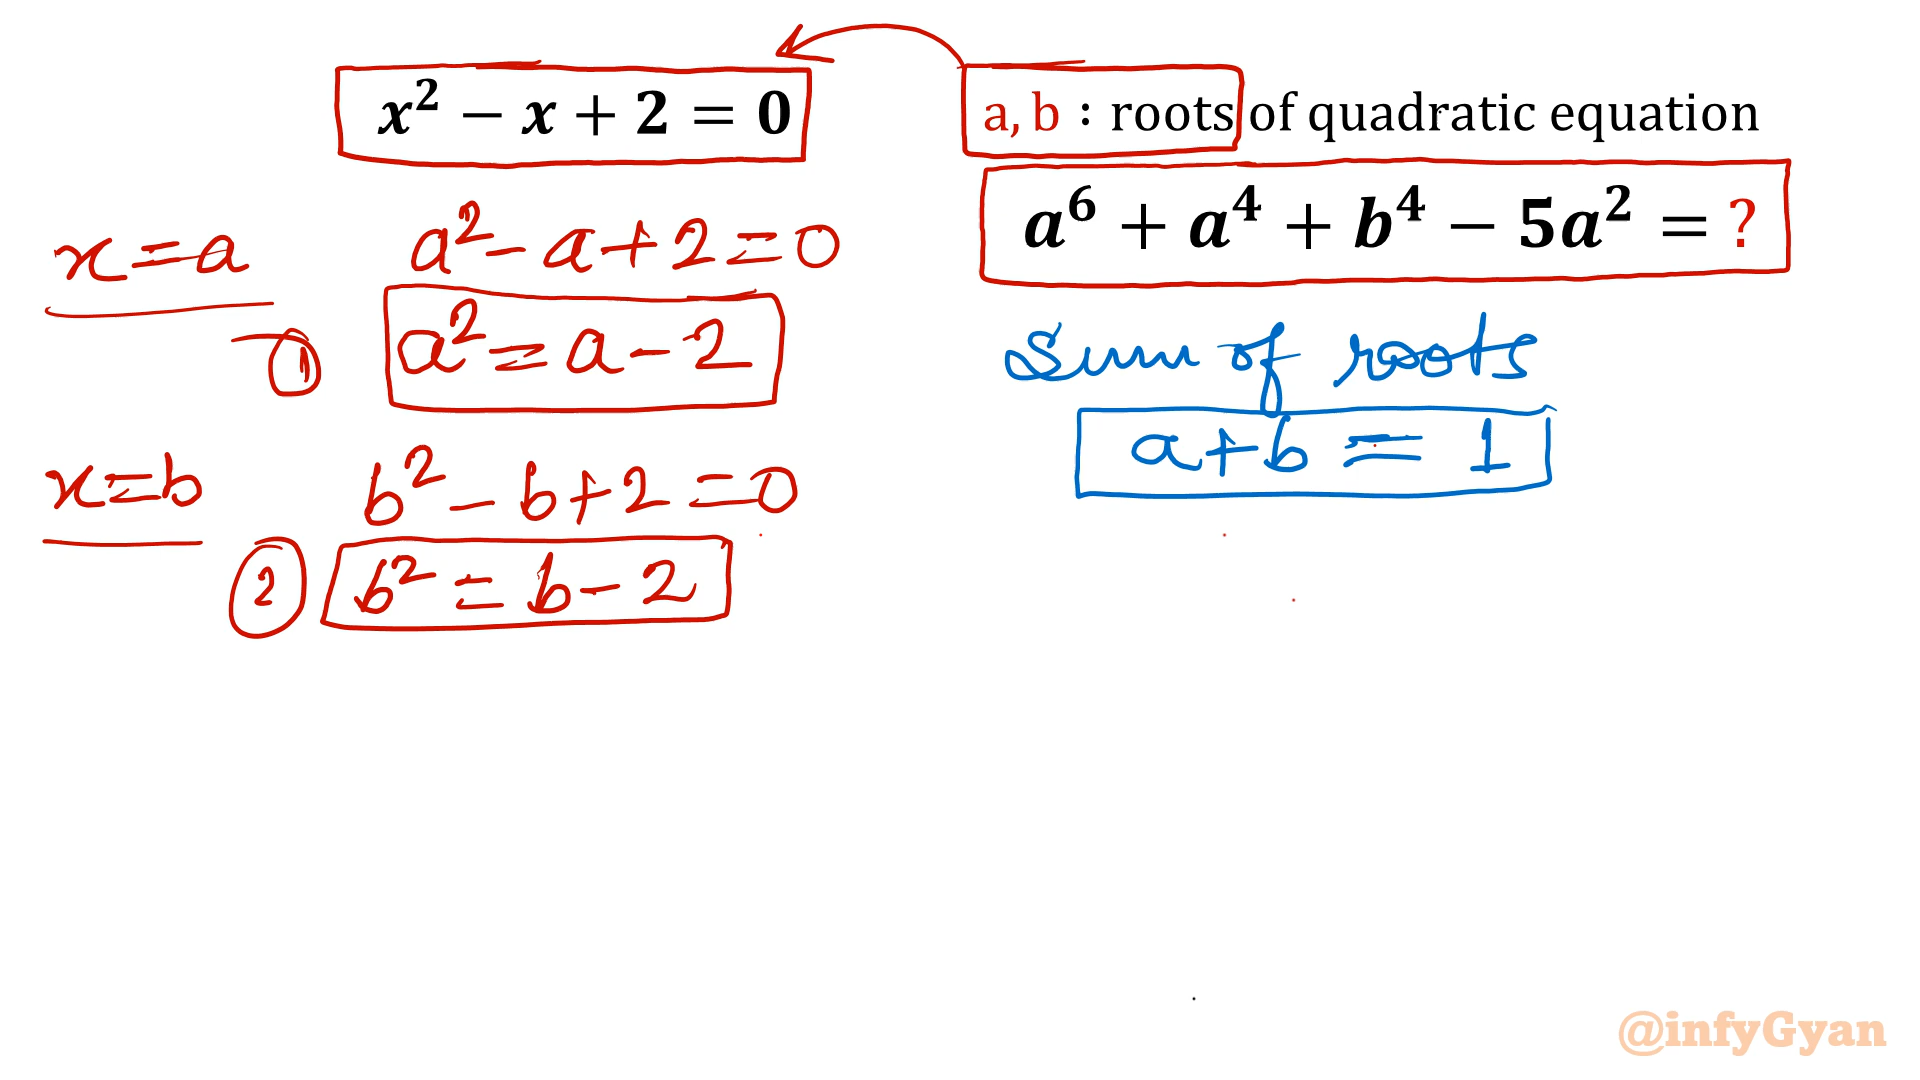 x² − x + 2 = 0
a, b : roots of quadratic equation
a⁶ + a⁴ + b⁴ − 5a² = ?
x = a
a² − a + 2 = 0
① a² = a − 2
x = b
b² − b + 2 = 0
② b² = b − 2
Sum of roots
a + b = 1
@infyGyan